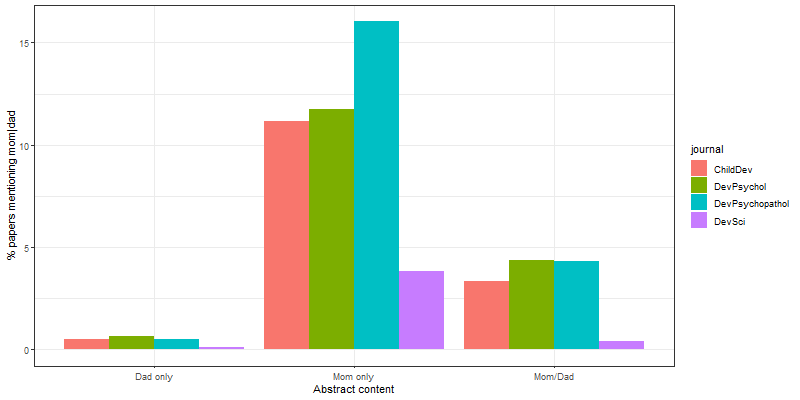 % papers mentioning mom|dad
15
10
5
0
Dad only
Mom only
Mom/Dad
Abstract content
journal
ChildDev
DevPsychol
DevPsychopathol
DevSci